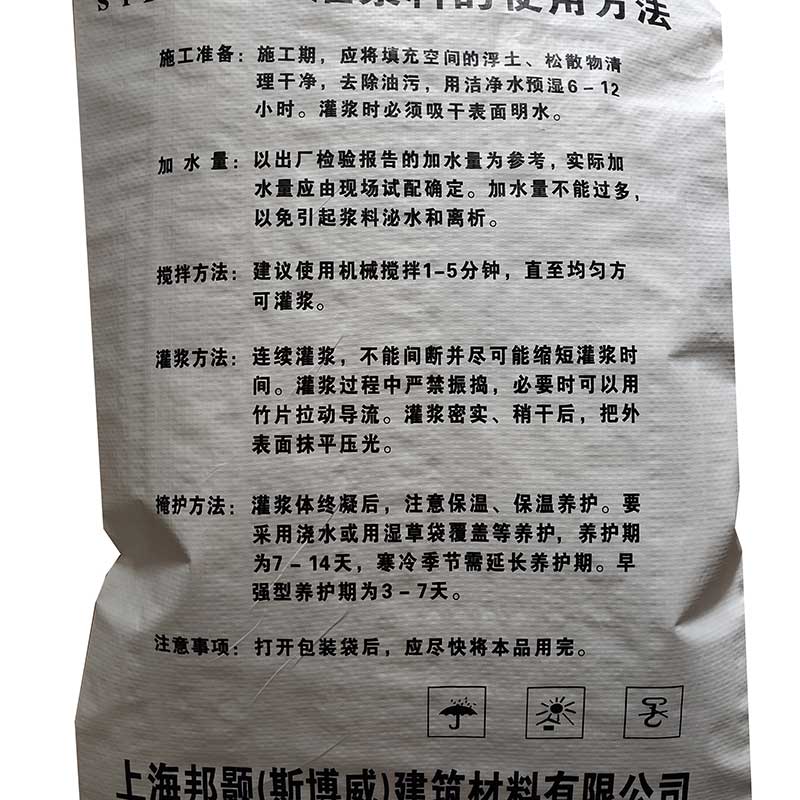 灌浆料的使用方法
施工准备：施工期，应将填充空间的浮土、松散物清
理干净，去除油污，用洁净水预湿6-12
小时。灌浆时必须吸干表面明水。
加水量：以出厂检验报告的加水量为参考，实际加
水量应由现场试配确定。加水量不能过多，
以免引起浆料泌水和离析。
搅拌方法：建议使用机械搅拌1-5分钟，直至均匀方
可灌浆。
灌浆方法：连续灌浆，不能间断并尽可能缩短灌浆时
间。灌浆过程中严禁振捣，必要时可以用
竹片拉动导流。灌浆密实、稍干后，把外
表面抹平压光。
掩护方法：灌浆体终凝后，注意保温、保温养护。要
采用浇水或用湿草袋覆盖等养护，养护期
为7-14天，寒冷季节需延长养护期。早
强型养护期为3-7天。
注意事项：打开包装袋后，应尽快将本品用完。
上海邦颢(斯博威)建筑材料有限公司